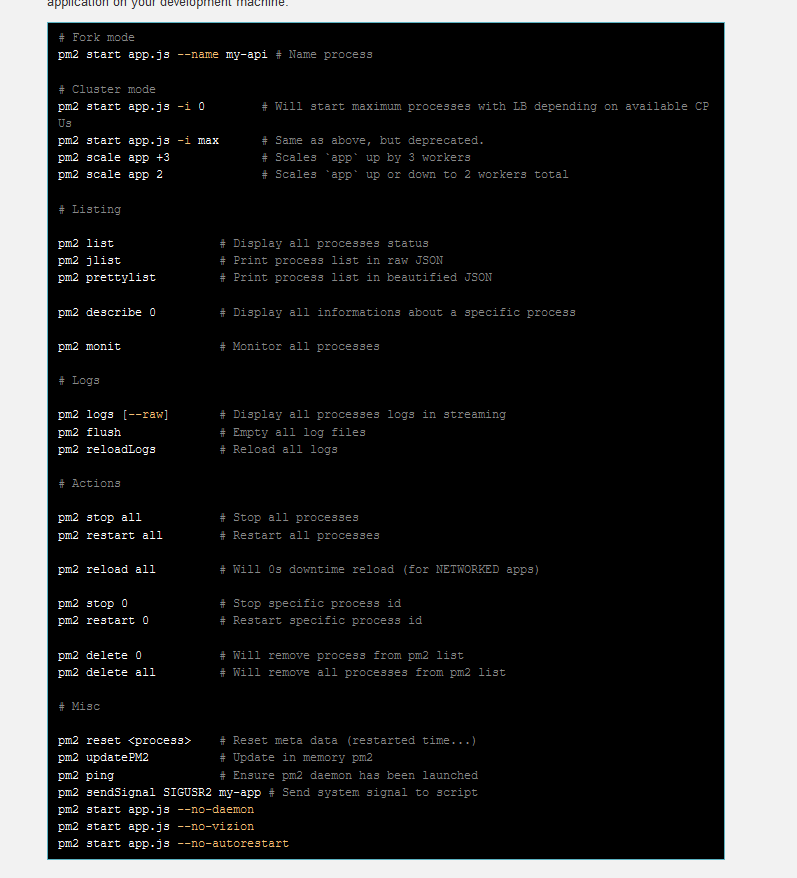 application on your development machine.
# Fork mode
pm2 start app.js --name my-api # Name process
# Cluster mode
pm2 start app.js -i 0        # Will start maximum processes with LB depending on available CP
Us
pm2 start app.js -i max      # Same as above, but deprecated.
pm2 scale app +3             # Scales `app` up by 3 workers
pm2 scale app 2              # Scales `app` up or down to 2 workers total
# Listing
pm2 list               # Display all processes status
pm2 jlist              # Print process list in raw JSON
pm2 prettylist         # Print process list in beautified JSON
pm2 describe 0         # Display all informations about a specific process
pm2 monit              # Monitor all processes
# Logs
pm2 logs [--raw]       # Display all processes logs in streaming
pm2 flush              # Empty all log files
pm2 reloadLogs         # Reload all logs
# Actions
pm2 stop all           # Stop all processes
pm2 restart all        # Restart all processes
pm2 reload all         # Will 0s downtime reload (for NETWORKED apps)
pm2 stop 0             # Stop specific process id
pm2 restart 0          # Restart specific process id
pm2 delete 0           # Will remove process from pm2 list
pm2 delete all         # Will remove all processes from pm2 list
# Misc
pm2 reset <process>    # Reset meta data (restarted time...)
pm2 updatePM2          # Update in memory pm2
pm2 ping               # Ensure pm2 daemon has been launched
pm2 sendSignal SIGUSR2 my-app # Send system signal to script
pm2 start app.js --no-daemon
pm2 start app.js --no-vizion
pm2 start app.js --no-autorestart